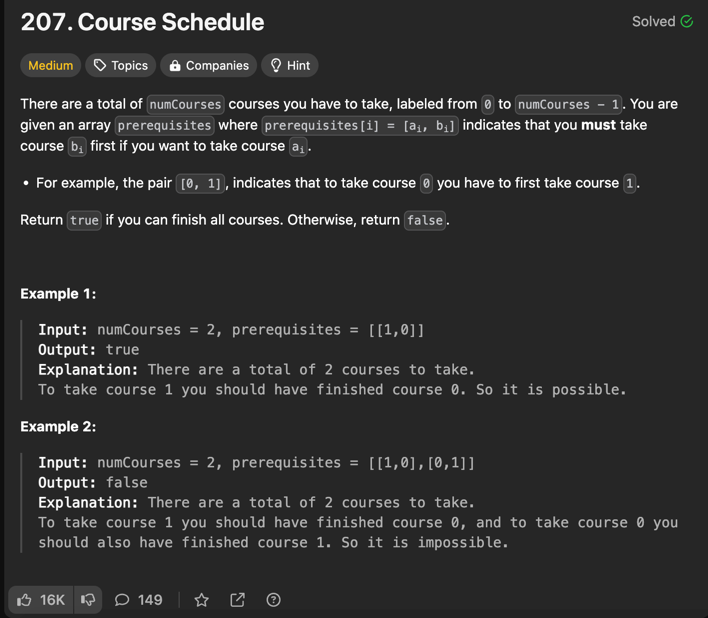 207. Course Schedule
Solved
Medium Topics Companies Hint
There are a total of numCourses courses you have to take, labeled from 0 to numCourses - 1. You are
given an array prerequisites where prerequisites[i] = [aᵢ, bᵢ] indicates that you must take
course bᵢ first if you want to take course aᵢ.
• For example, the pair [0, 1], indicates that to take course 0 you have to first take course 1.
Return true if you can finish all courses. Otherwise, return false.
Example 1:
Input: numCourses = 2, prerequisites = [[1,0]]
Output: true
Explanation: There are a total of 2 courses to take.
To take course 1 you should have finished course 0. So it is possible.
Example 2:
Input: numCourses = 2, prerequisites = [[1,0],[0,1]]
Output: false
Explanation: There are a total of 2 courses to take.
To take course 1 you should have finished course 0, and to take course 0 you
should also have finished course 1. So it is impossible.
16K 149